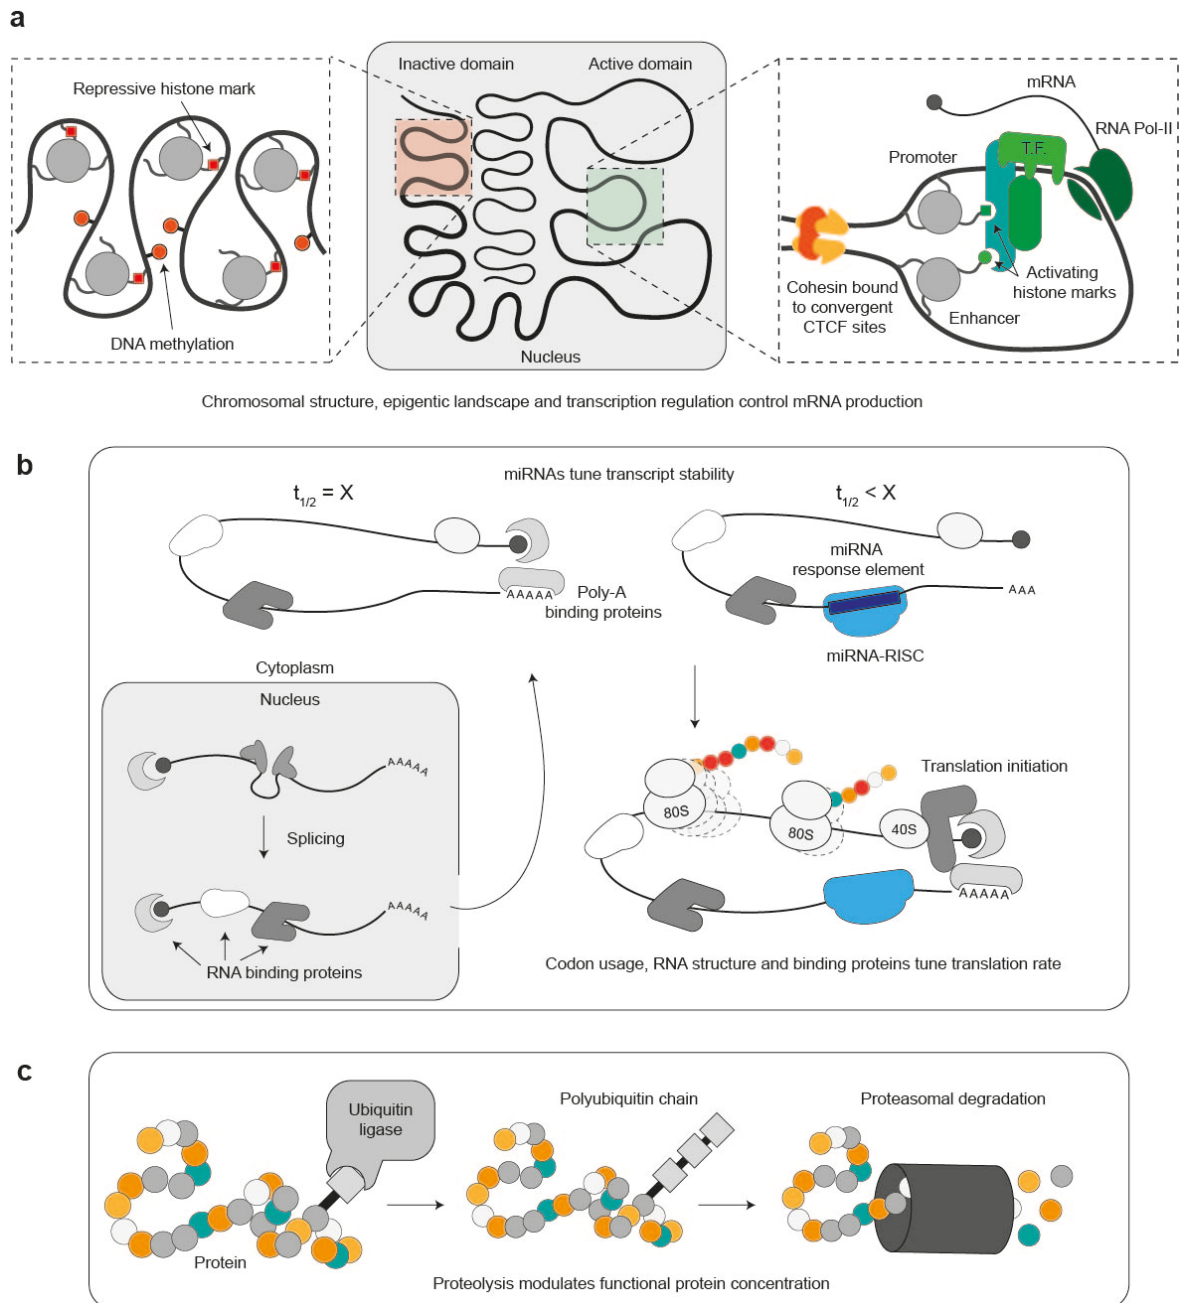 a
Inactive domain
Active domain
Repressive histone mark
DNA methylation
Nucleus
mRNA
RNA Pol-II
T.F.
Promoter
Activating
histone marks
Cohesin bound
to convergent
CTCF sites
Enhancer
Chromosomal structure, epigentic landscape and transcription regulation control mRNA production
b
miRNAs tune transcript stability
t1/2 = X
t1/2 < X
AAAAA
Poly-A
binding proteins
miRNA
response element
AAA
miRNA-RISC
Cytoplasm
Nucleus
AAAAA
Splicing
AAAAA
RNA binding proteins
Translation initiation
80S
80S
40S
AAAAA
Codon usage, RNA structure and binding proteins tune translation rate
c
Ubiquitin
ligase
Polyubiquitin chain
Proteasomal degradation
Protein
Proteolysis modulates functional protein concentration